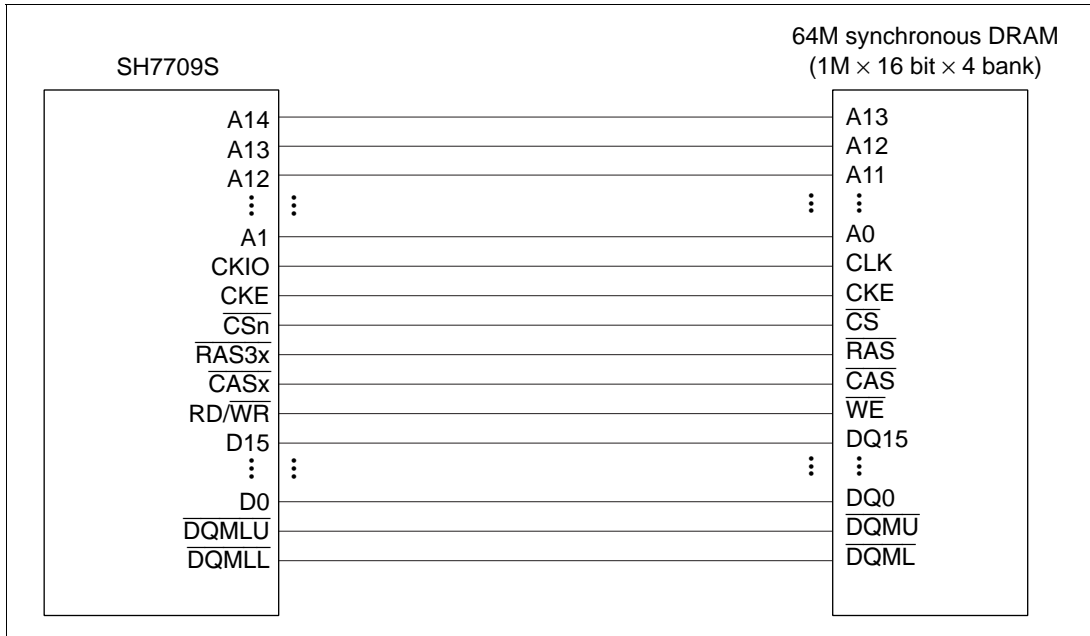 SH7709S
64M synchronous DRAM
(1M × 16 bit × 4 bank)
A14 A13
A13 A12
A12 A11
A1 A0
CKIO CLK
CKE CKE
CSn CS
RAS3x RAS
CASx CAS
RD/WR WE
D15 DQ15
D0 DQ0
DQMLU DQMU
DQMLL DQML